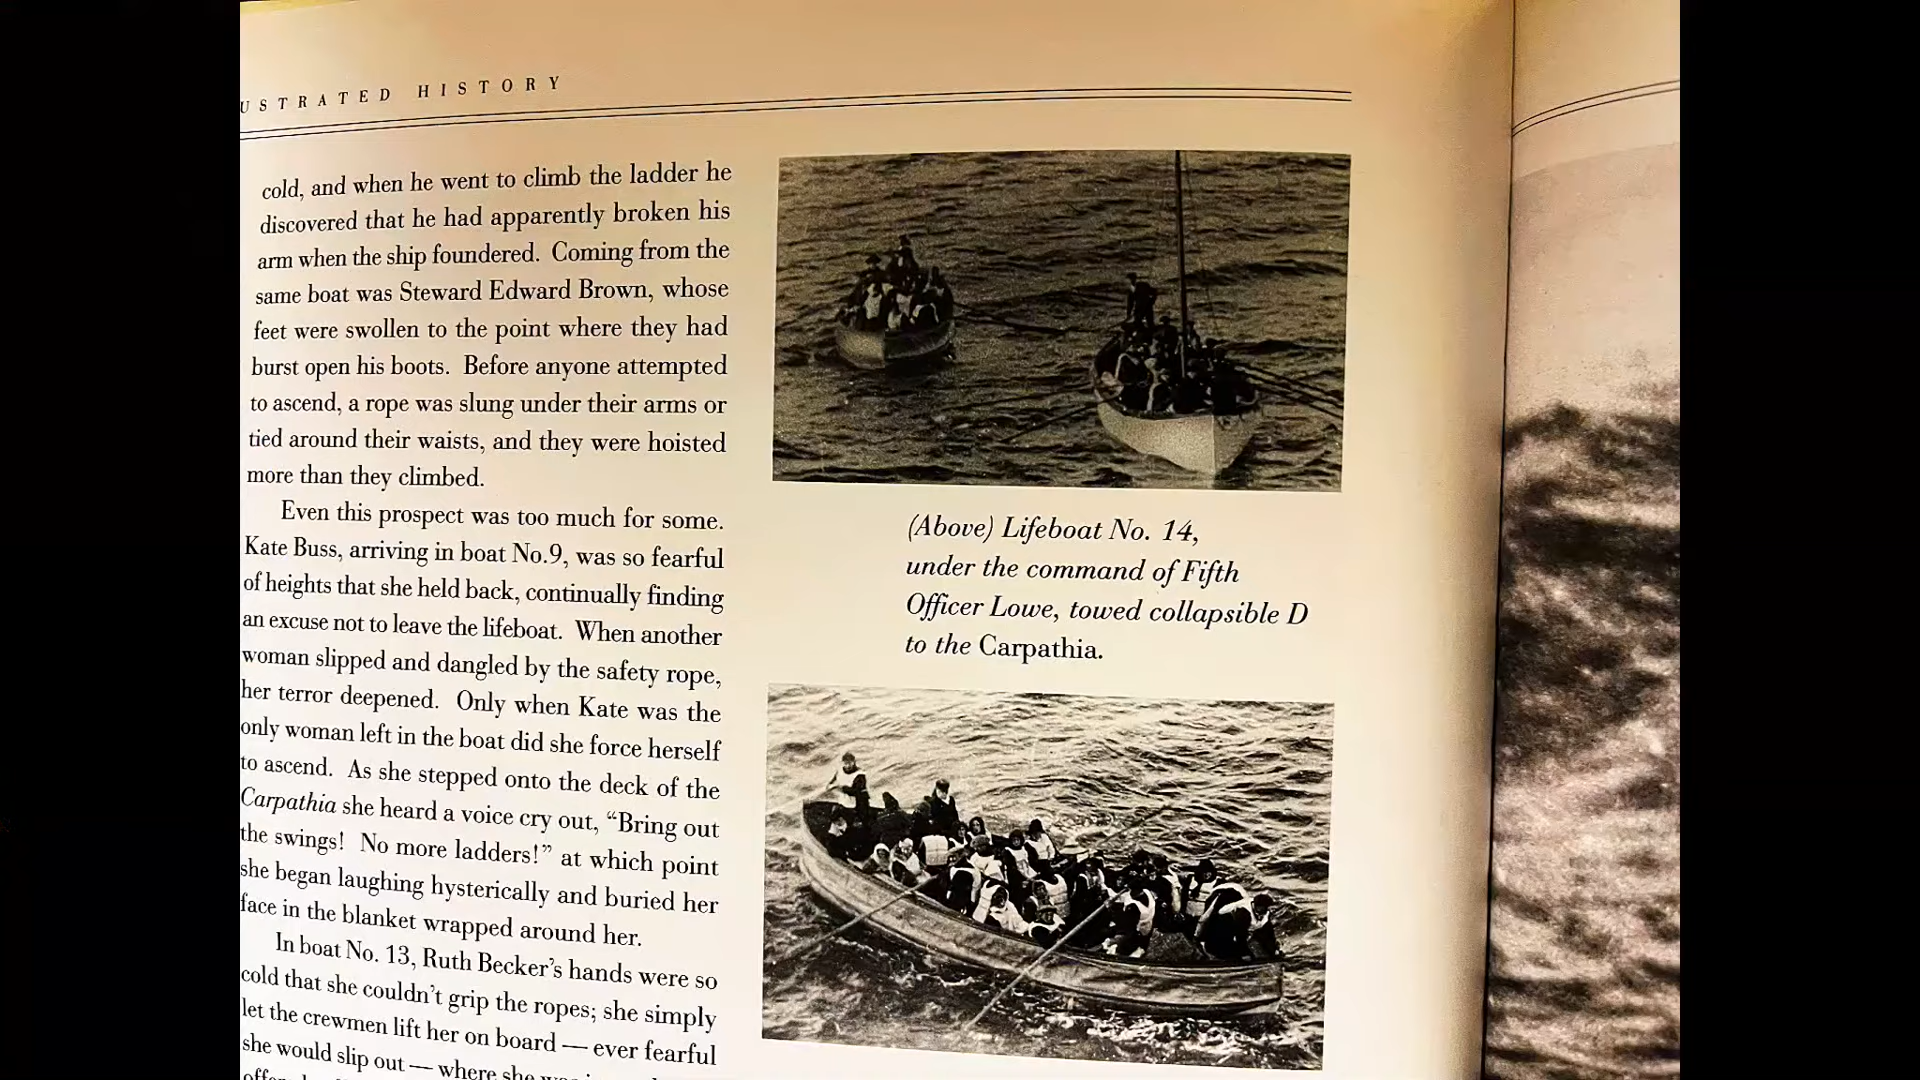 USTRATED HISTORY
cold, and when he went to climb the ladder he
discovered that he had apparently broken his
arm when the ship foundered. Coming from the
same boat was Steward Edward Brown, whose
feet were swollen to the point where they had
burst open his boots. Before anyone attempted
to ascend, a rope was slung under their arms or
tied around their waists, and they were hoisted
more than they climbed.
Even this prospect was too much for some.
Kate Buss, arriving in boat No.9, was so fearful
of heights that she held back, continually finding
an excuse not to leave the lifeboat. When another
woman slipped and dangled by the safety rope,
her terror deepened. Only when Kate was the
only woman left in the boat did she force herself
to ascend. As she stepped onto the deck of the
Carpathia she heard a voice cry out, “Bring out
the swings! No more ladders!” at which point
she began laughing hysterically and buried her
face in the blanket wrapped around her.
In boat No. 13, Ruth Becker’s hands were so
cold that she couldn’t grip the ropes; she simply
let the crewmen lift her on board — ever fearful
she would slip out — where she
(Above) Lifeboat No. 14,
under the command of Fifth
Officer Lowe, towed collapsible D
to the Carpathia.